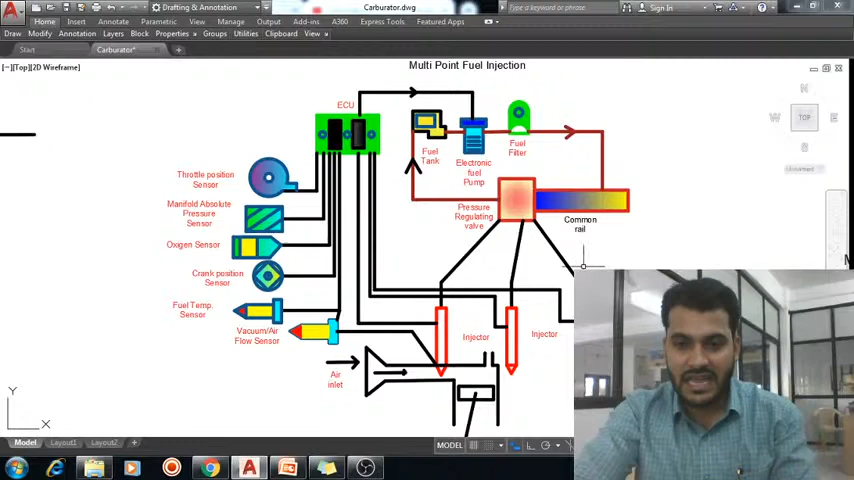 Drafting & Annotation
Carburator.dwg
Type a keyword or phrase
Sign In
Home
Insert
Annotate
Parametric
View
Manage
Output
Add-ins
A360
Express Tools
Featured Apps
Draw
Modify
Annotation
Layers
Block
Properties
Groups
Utilities
Clipboard
View
Start
Carburator*
[−][Top][2D Wireframe]
Multi Point Fuel Injection
N
W
TOP
E
S
Unnamed
ECU
Fuel
Tank
Electronic
fuel
Pump
Fuel
Filter
Throttle position
Sensor
Manifold Absolute
Pressure
Sensor
Pressure
Regulating
valve
Common
rail
Oxygen Sensor
Crank position
Sensor
Fuel Temp.
Sensor
Vacuum/Air
Flow Sensor
Injector
Injector
Air
inlet
Y
X
Model
Layout1
Layout2
MODEL